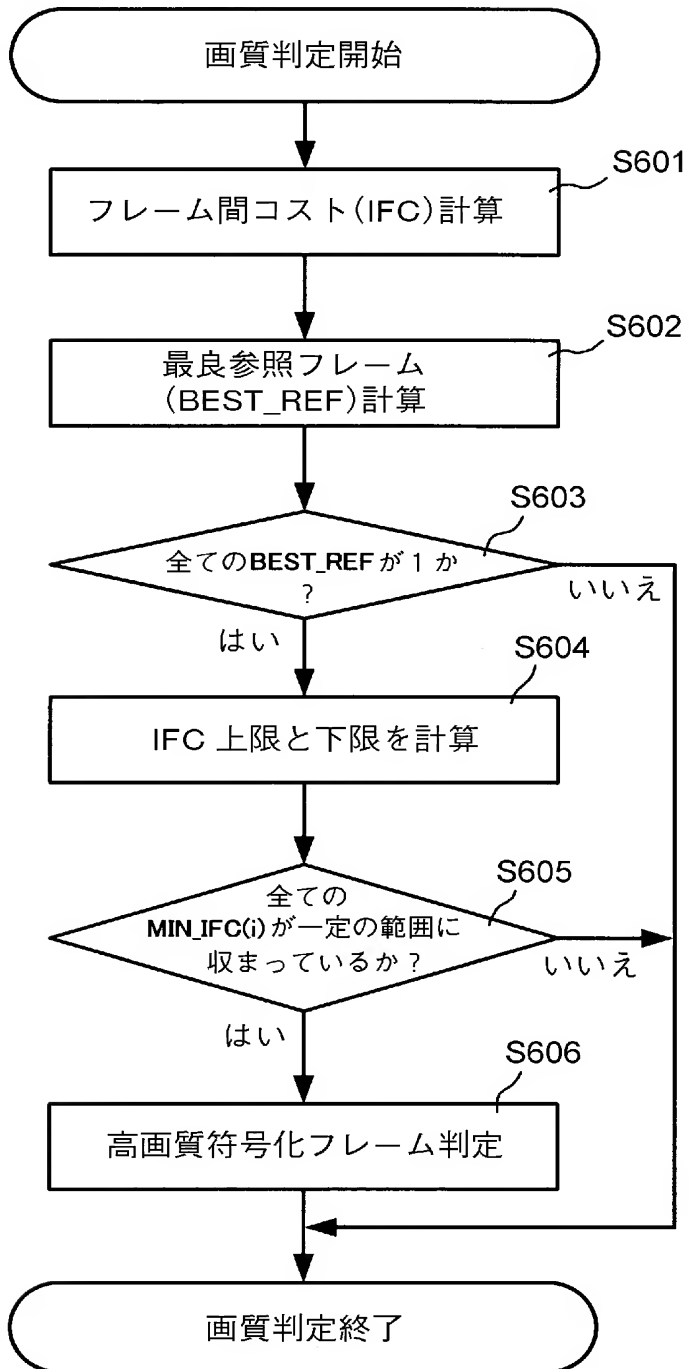 画質判定開始
S601
フレーム間コスト(IFC)計算
S602
最良参照フレーム
(BEST_REF)計算
S603
全てのBEST_REFが1か
?
いいえ
はい
S604
IFC 上限と下限を計算
S605
全ての
MIN_IFC(i)が一定の範囲に
収まっているか?
いいえ
はい
S606
高画質符号化フレーム判定
画質判定終了